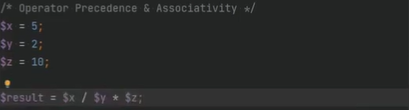 /* Operator Precedence & Associativity */
$x = 5;
$y = 2;
$z = 10;
$result = $x / $y * $z;